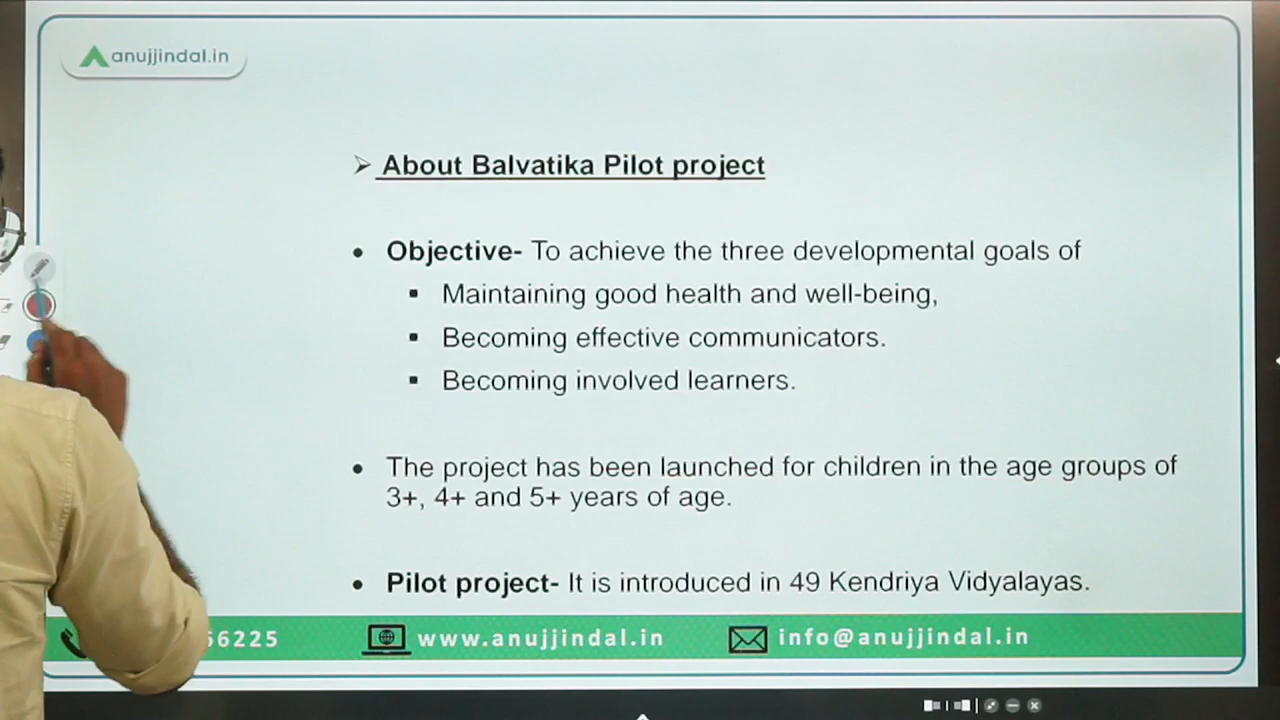 anujjindal.in
➢ About Balvatika Pilot project
• Objective- To achieve the three developmental goals of
▪ Maintaining good health and well-being,
▪ Becoming effective communicators.
▪ Becoming involved learners.
• The project has been launched for children in the age groups of
3+, 4+ and 5+ years of age.
• Pilot project- It is introduced in 49 Kendriya Vidyalayas.
6225 www.anujjindal.in info@anujjindal.in